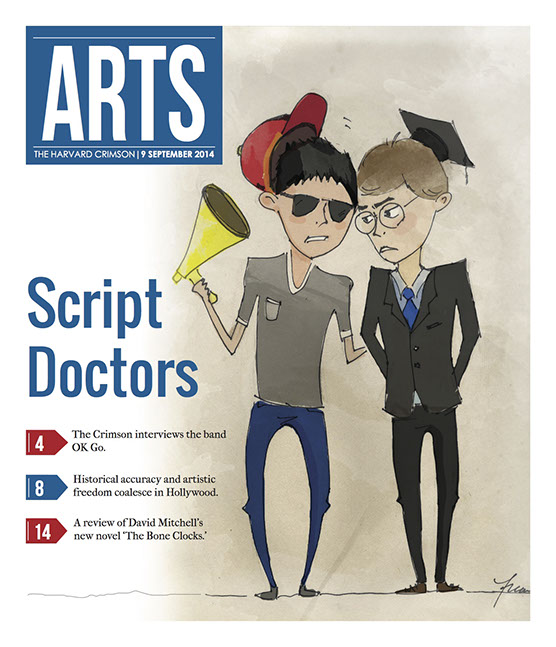 ARTS
THE HARVARD CRIMSON | 9 SEPTEMBER 2014
Script
Doctors
4
The Crimson interviews the band
OK Go.
8
Historical accuracy and artistic
freedom coalesce in Hollywood.
14
A review of David Mitchell's
new novel 'The Bone Clocks.'